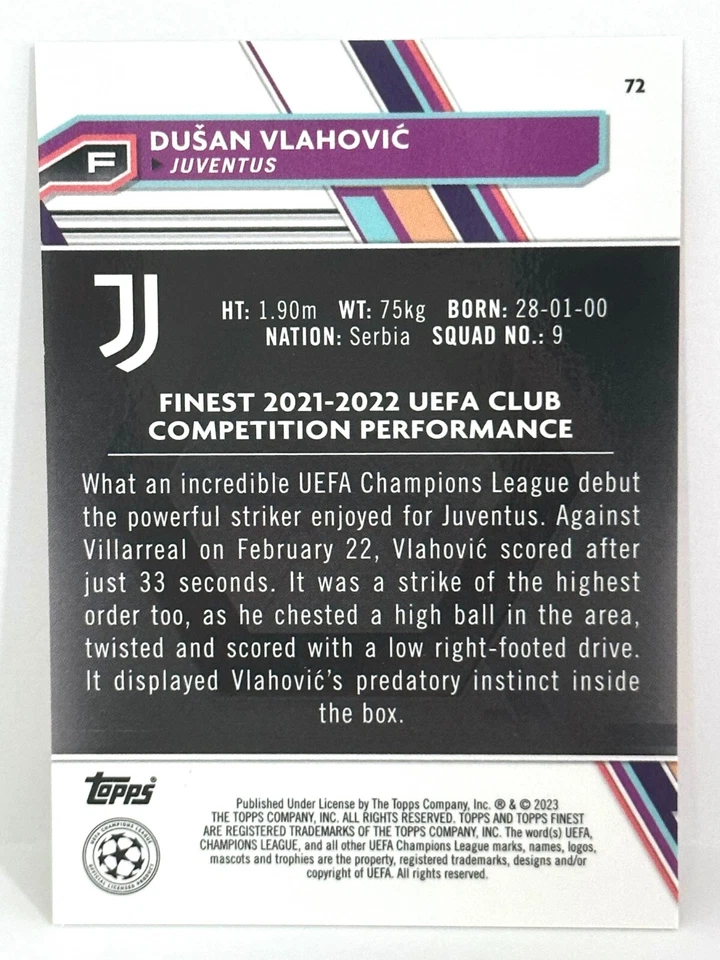 72
DUŠAN VLAHOVIĆ
F
JUVENTUS
J
HT: 1.90m WT: 75kg BORN: 28-01-00
NATION: Serbia SQUAD NO.: 9
FINEST 2021-2022 UEFA CLUB
COMPETITION PERFORMANCE
What an incredible UEFA Champions League debut
the powerful striker enjoyed for Juventus. Against
Villarreal on February 22, Vlahović scored after
just 33 seconds. It was a strike of the highest
order too, as he chested a high ball in the area,
twisted and scored with a low right-footed drive.
It displayed Vlahović's predatory instinct inside
the box.
Topps®
UEFA CHAMPIONS LEAGUE
OFFICIAL LICENSED PRODUCT
Published Under License by The Topps Company, Inc. ® & © 2023
THE TOPPS COMPANY, INC. ALL RIGHTS RESERVED. TOPPS AND TOPPS FINEST
ARE REGISTERED TRADEMARKS OF THE TOPPS COMPANY, INC. The word(s) UEFA,
CHAMPIONS LEAGUE, and all other UEFA Champions League marks, names, logos,
mascots and trophies are the property, registered trademarks, designs and/or
copyright of UEFA. All rights reserved.